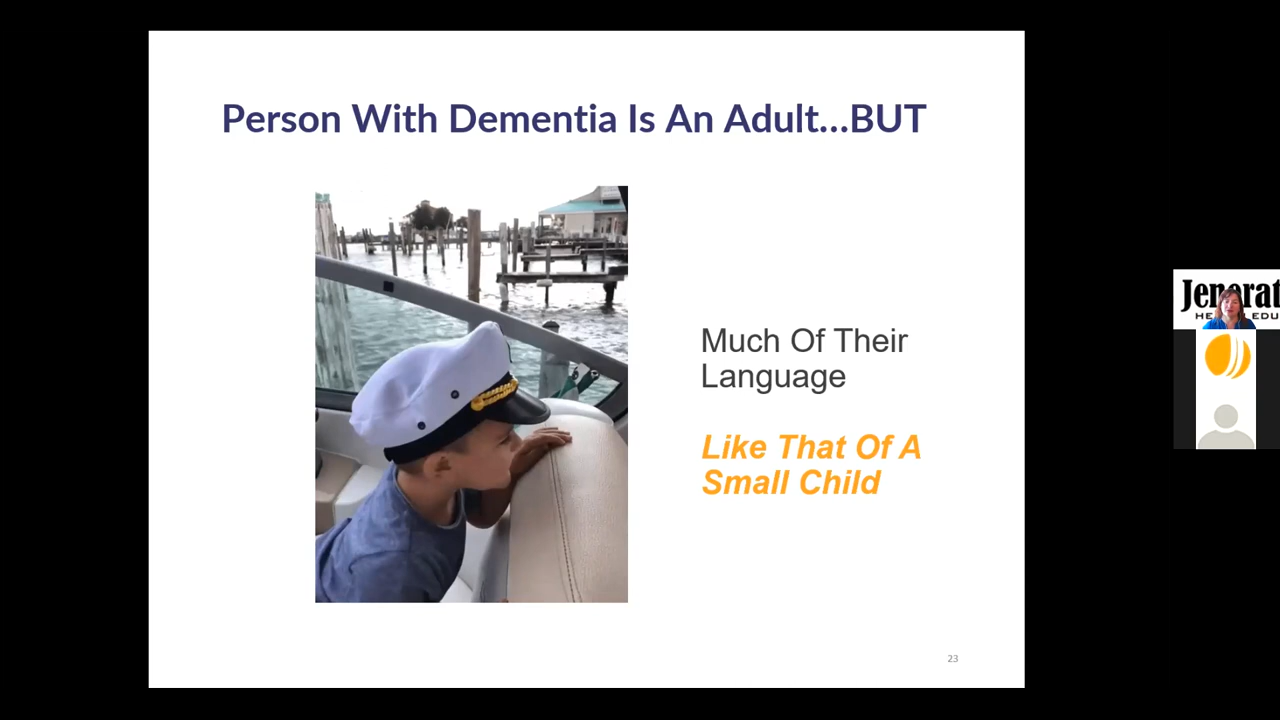 Person With Dementia Is An Adult...BUT
Much Of Their
Language
Like That Of A
Small Child
23